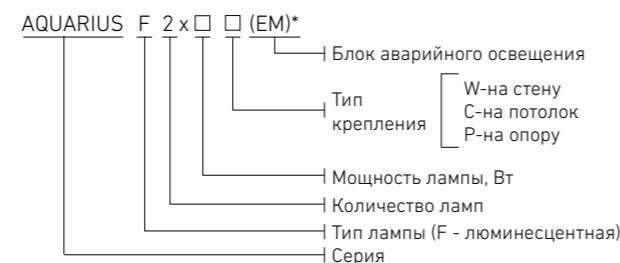 AQUARIUS F 2 x □ □ (EM)*
Блок аварийного освещения
Тип
крепления
W-на стену
С-на потолок
Р-на опору
Мощность лампы, Вт
Количество ламп
Тип лампы (F - люминесцентная)
Серия